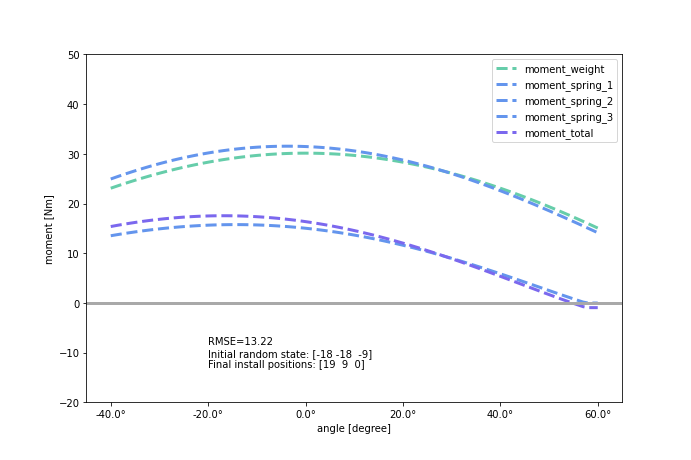 50
40
30
20
10
0
−10
−20
moment [Nm]
moment_weight
moment_spring_1
moment_spring_2
moment_spring_3
moment_total
RMSE=13.22
Initial random state: [-18 -18  -9]
Final install positions: [19  9  0]
-40.0° -20.0° 0.0° 20.0° 40.0° 60.0°
angle [degree]